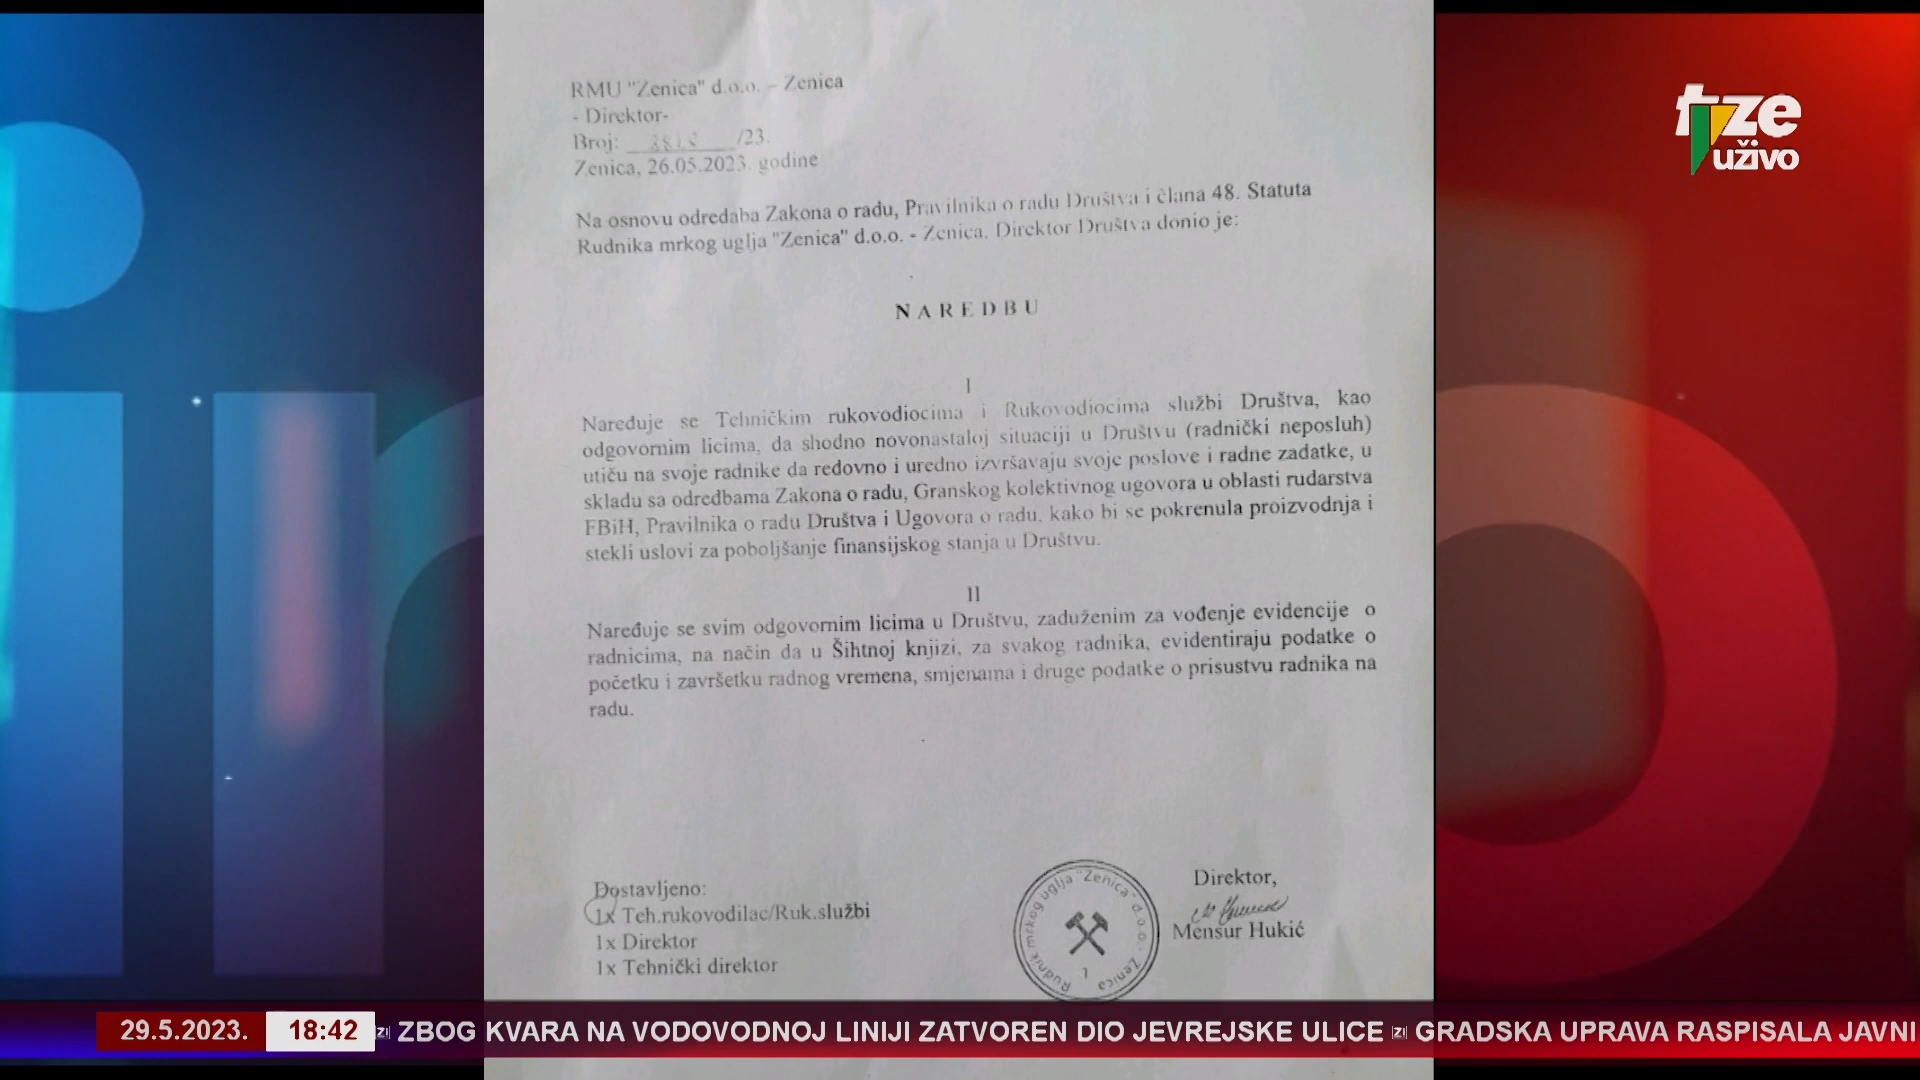 RMU "Zenica" d.o.o. – Zenica
- Direktor-
Broj: /23.
Zenica, 26.05.2023. godine
Na osnovu odredaba Zakona o radu, Pravilnika o radu Društva i člana 48. Statuta
Rudnika mrkog uglja "Zenica" d.o.o. - Zenica. Direktor Društva donio je:
N A R E D B U
I
Naređuje se Tehničkim rukovodiocima i Rukovodiocima službi Društva, kao
odgovornim licima, da shodno novonastaloj situaciji u Društvu (radnički neposluh)
utiču na svoje radnike da redovno i uredno izvršavaju svoje poslove i radne zadatke, u
skladu sa odredbama Zakona o radu, Granskog kolektivnog ugovora u oblasti rudarstva
FBiH, Pravilnika o radu Društva i Ugovora o radu, kako bi se pokrenula proizvodnja i
stekli uslovi za poboljšanje finansijskog stanja u Društvu.
II
Naređuje se svim odgovornim licima u Društvu, zaduženim za vođenje evidencije o
radnicima, na način da u Šihtnoj knjizi, za svakog radnika, evidentiraju podatke o
početku i završetku radnog vremena, smjenama i druge podatke o prisustvu radnika na
radu.
Dostavljeno:
1x Teh.rukovodilac/Ruk.službi
1x Direktor
1x Tehnički direktor
Direktor,
Mensur Hukić
Rudnik mrkog uglja "Zenica" d.o.o. - Zenica
1
tvze
uživo
29.5.2023. 18:42 ZBOG KVARA NA VODOVODNOJ LINIJI ZATVOREN DIO JEVREJSKE ULICE GRADSKA UPRAVA RASPISALA JAVNI